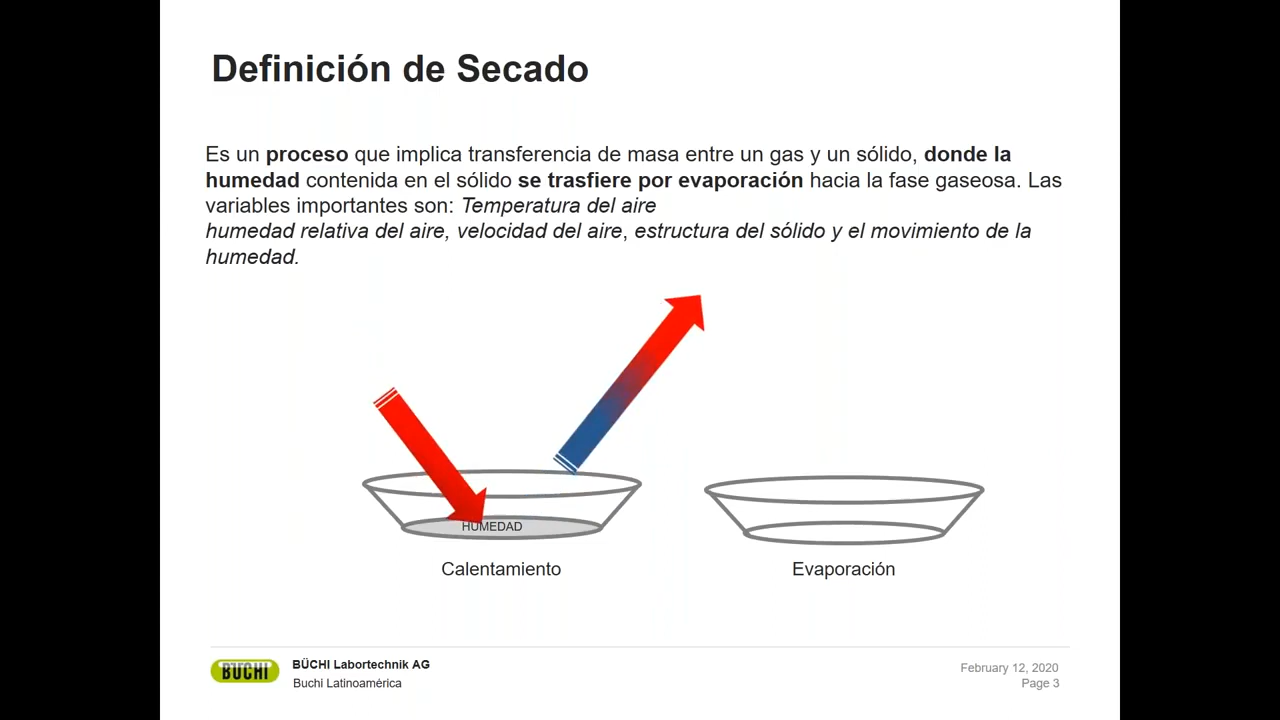 Definición de Secado
Es un proceso que implica transferencia de masa entre un gas y un sólido, donde la
humedad contenida en el sólido se trasfiere por evaporación hacia la fase gaseosa. Las
variables importantes son: Temperatura del aire
humedad relativa del aire, velocidad del aire, estructura del sólido y el movimiento de la
humedad.
HUMEDAD
Calentamiento
Evaporación
BÜCHI
BÜCHI Labortechnik AG
Buchi Latinoamérica
February 12, 2020
Page 3